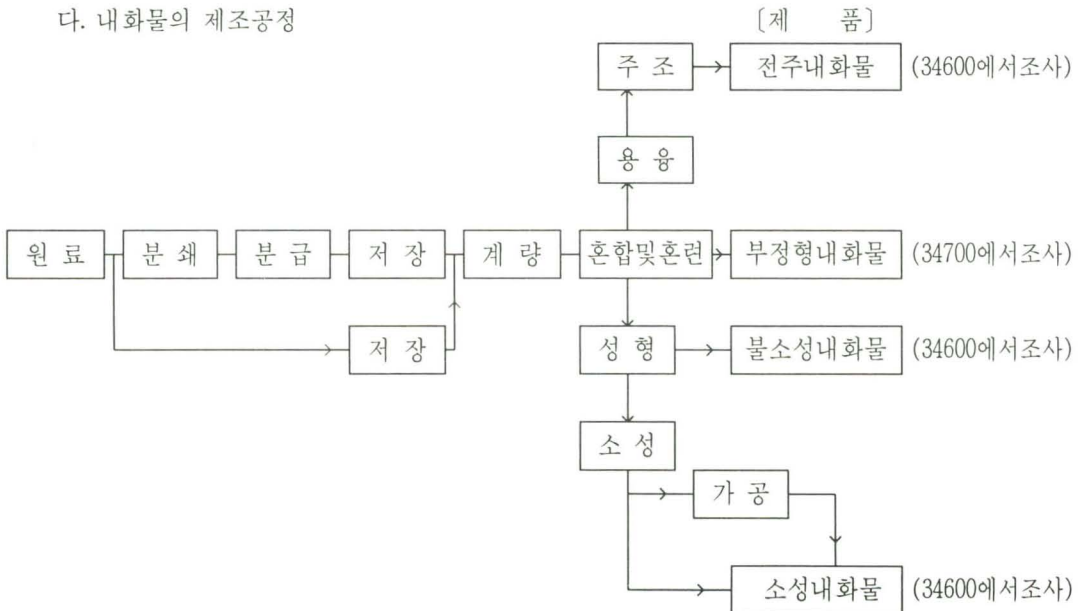 다. 내화물의 제조공정
〔제 품〕
주 조 전주내화물 (34600에서조사)
용 융
원 료 분 쇄 분 급 저 장 계 량 혼합및혼련 부정형내화물 (34700에서조사)
저 장 성 형 불소성내화물 (34600에서조사)
소 성
가 공
소성내화물 (34600에서조사)